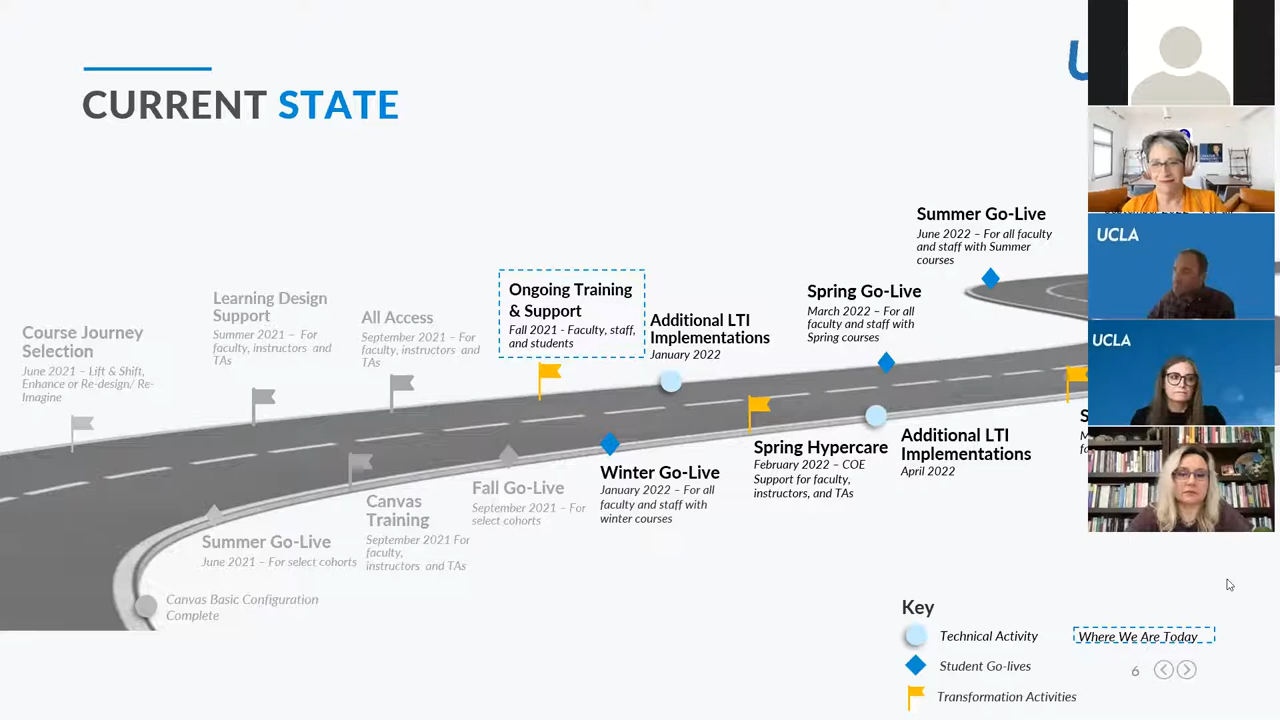 CURRENT STATE
Summer Go-Live
June 2022 – For all faculty
and staff with Summer
courses
Spring Go-Live
March 2022 – For all
faculty and staff with
Spring courses
Ongoing Training
& Support
Fall 2021 - Faculty, staff,
and students
Additional LTI
Implementations
January 2022
All Access
September 2021 – For
faculty, instructors and
TAs
Learning Design
Support
Summer 2021 – For
faculty, instructors and
TAs
Course Journey
Selection
June 2021 – Lift & Shift,
Enhance or Re-design/ Re-
Imagine
Summer Go-Live
June 2021 – For select cohorts
Canvas Basic Configuration
Complete
Canvas
Training
September 2021 For
faculty,
instructors and TAs
Fall Go-Live
September 2021 – For
select cohorts
Winter Go-Live
January 2022 – For all
faculty and staff with
winter courses
Spring Hypercare
February 2022 – COE
Support for faculty,
instructors, and TAs
Additional LTI
Implementations
April 2022
Key
Technical Activity
Where We Are Today
Student Go-lives
Transformation Activities
6
UCLA
UCLA